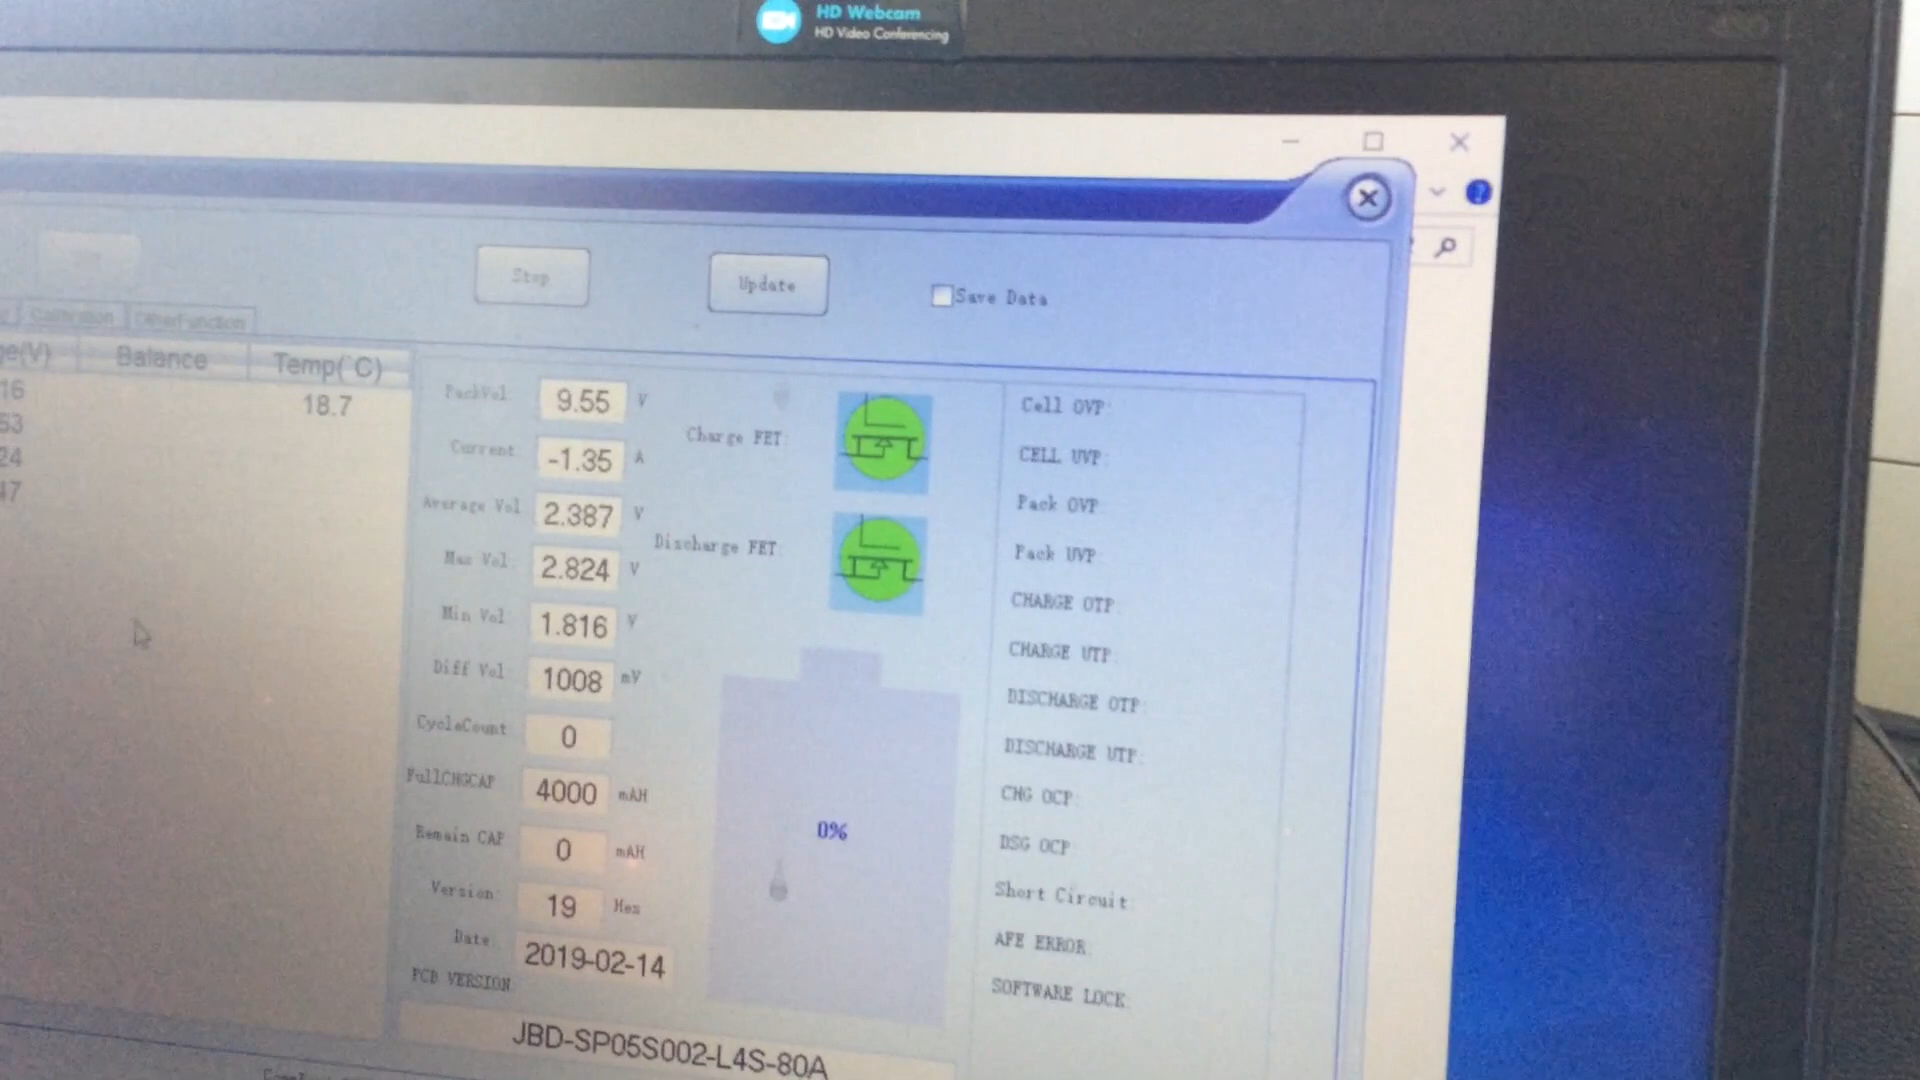 HD Webcam
HD Video Conferencing
Stop
Update
Save Data
Calibration
OtherFunction
ge(V)
Balance
Temp(°C)
16
53
24
47
18.7
PackVol
9.55 V
Current
-1.35 A
Average Vol
2.387 V
Max Vol
2.824 V
Min Vol
1.816 V
Diff Vol
1008 mV
CycleCount
0
FullCHGCAP
4000 mAH
Remain CAP
0 mAH
Version
19 Hex
Date
2019-02-14
PCB VERSION
JBD-SP05S002-L4S-80A
Charge FET:
Discharge FET:
0%
Cell OVP:
CELL UVP:
Pack OVP
Pack UVP
CHARGE OTP
CHARGE UTP
DISCHARGE OTP:
DISCHARGE UTP:
CHG OCP:
DSG OCP
Short Circuit
AFE ERROR
SOFTWARE LOCK: